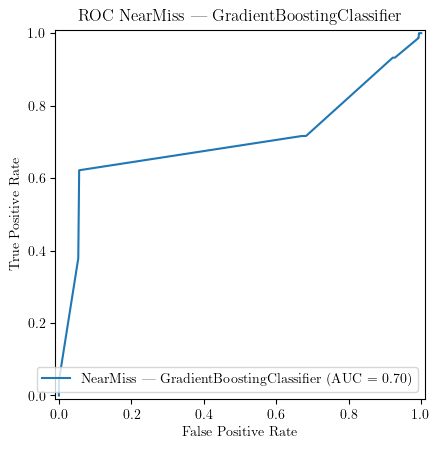 ROC NearMiss — GradientBoostingClassifier
1.0
0.8
0.6
0.4
0.2
0.0
True Positive Rate
NearMiss — GradientBoostingClassifier (AUC = 0.70)
0.0 0.2 0.4 0.6 0.8 1.0
False Positive Rate